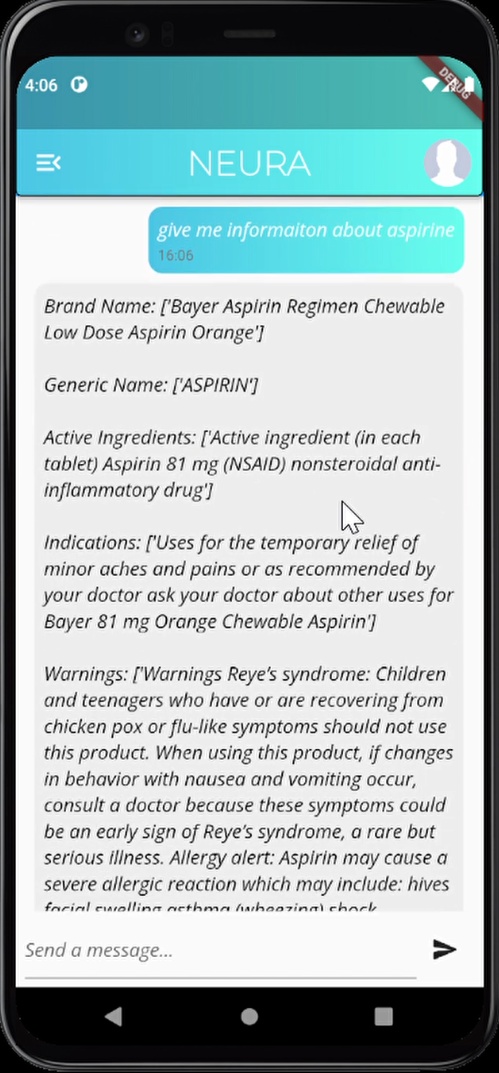 4:06
DEBUG
NEURA
give me informaiton about aspirine
16:06
Brand Name: ['Bayer Aspirin Regimen Chewable
Low Dose Aspirin Orange']
Generic Name: ['ASPIRIN']
Active Ingredients: ['Active ingredient (in each
tablet) Aspirin 81 mg (NSAID) nonsteroidal anti-
inflammatory drug']
Indications: ['Uses for the temporary relief of
minor aches and pains or as recommended by
your doctor ask your doctor about other uses for
Bayer 81 mg Orange Chewable Aspirin']
Warnings: ['Warnings Reye's syndrome: Children
and teenagers who have or are recovering from
chicken pox or flu-like symptoms should not use
this product. When using this product, if changes
in behavior with nausea and vomiting occur,
consult a doctor because these symptoms could
be an early sign of Reye's syndrome, a rare but
serious illness. Allergy alert: Aspirin may cause a
severe allergic reaction which may include: hives
facial swelling asthma (wheezing) shock
Send a message...